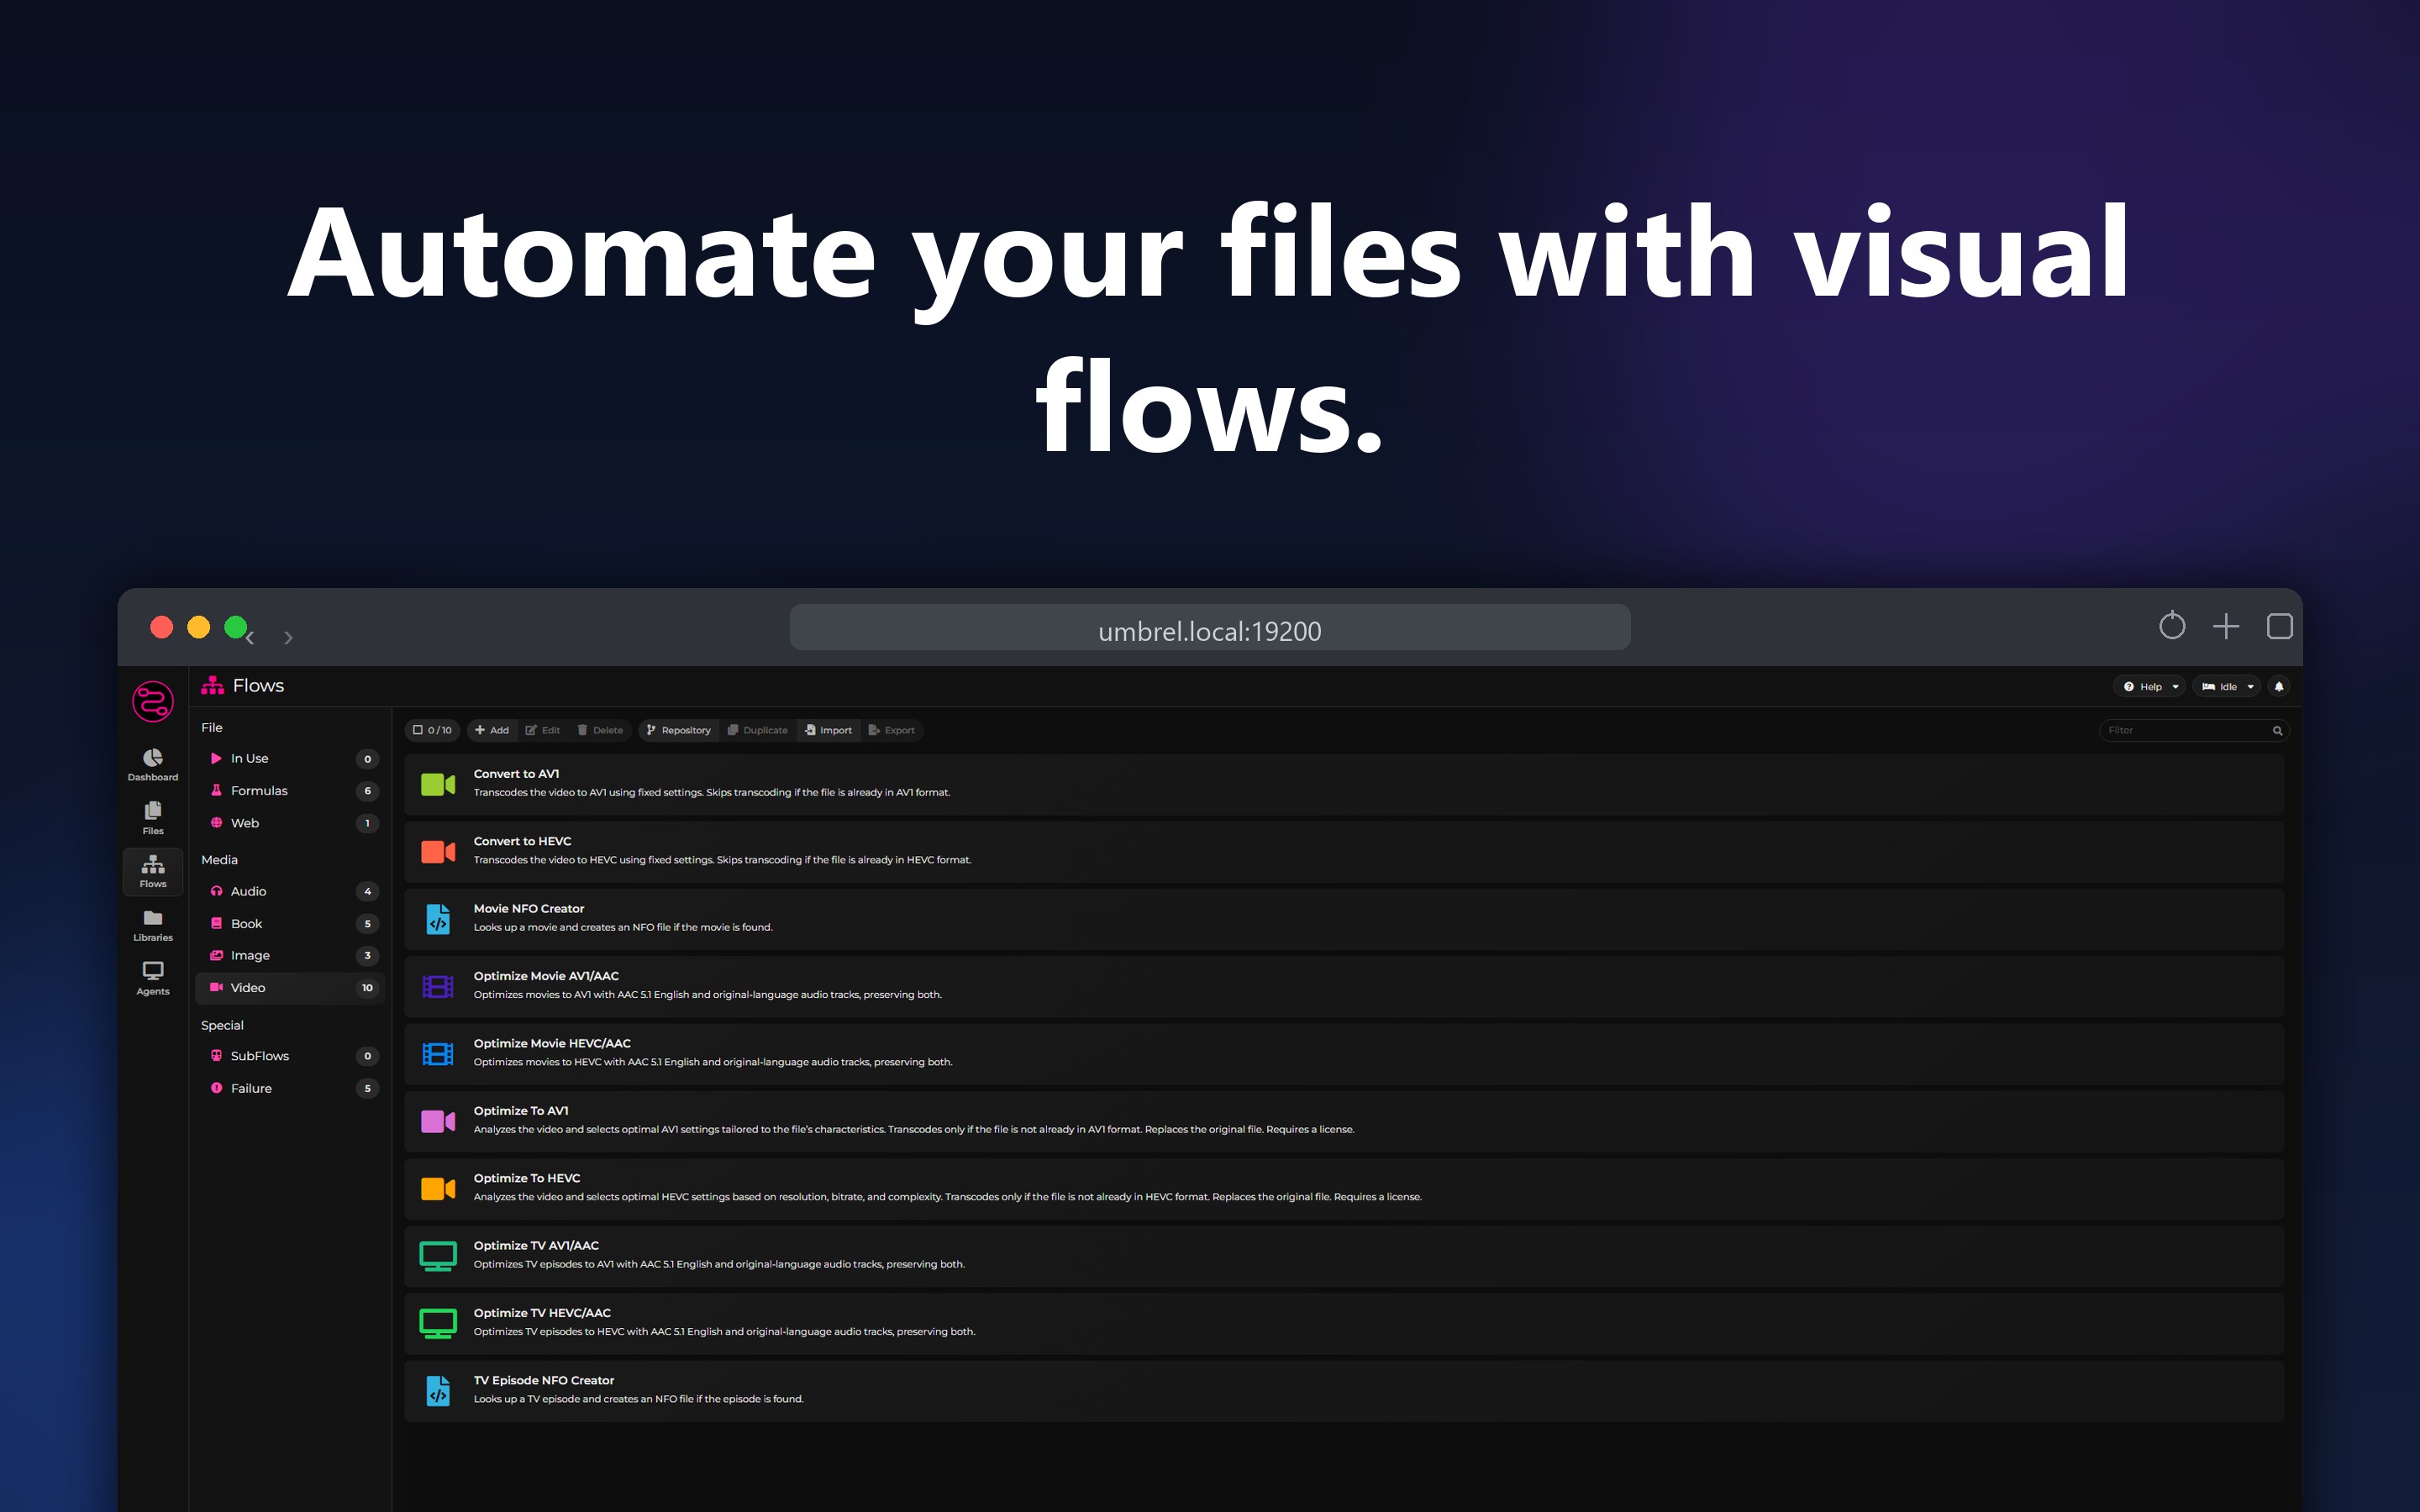 Automate your files with visual
flows.
umbrel.local:19200
Flows
Help
Idle
Dashboard
Files
Flows
Libraries
Agents
File
In Use 0
Formulas 6
Web 1
Media
Audio 4
Book 5
Image 3
Video 10
Special
SubFlows 0
Failure 5
0 / 10
Add
Edit
Delete
Repository
Duplicate
Import
Export
Filter
Convert to AV1
Transcodes the video to AV1 using fixed settings. Skips transcoding if the file is already in AV1 format.
Convert to HEVC
Transcodes the video to HEVC using fixed settings. Skips transcoding if the file is already in HEVC format.
Movie NFO Creator
Looks up a movie and creates an NFO file if the movie is found.
Optimize Movie AV1/AAC
Optimizes movies to AV1 with AAC 5.1 English and original-language audio tracks, preserving both.
Optimize Movie HEVC/AAC
Optimizes movies to HEVC with AAC 5.1 English and original-language audio tracks, preserving both.
Optimize To AV1
Analyzes the video and selects optimal AV1 settings tailored to the file's characteristics. Transcodes only if the file is not already in AV1 format. Replaces the original file. Requires a license.
Optimize To HEVC
Analyzes the video and selects optimal HEVC settings based on resolution, bitrate, and complexity. Transcodes only if the file is not already in HEVC format. Replaces the original file. Requires a license.
Optimize TV AV1/AAC
Optimizes TV episodes to AV1 with AAC 5.1 English and original-language audio tracks, preserving both.
Optimize TV HEVC/AAC
Optimizes TV episodes to HEVC with AAC 5.1 English and original-language audio tracks, preserving both.
TV Episode NFO Creator
Looks up a TV episode and creates an NFO file if the episode is found.